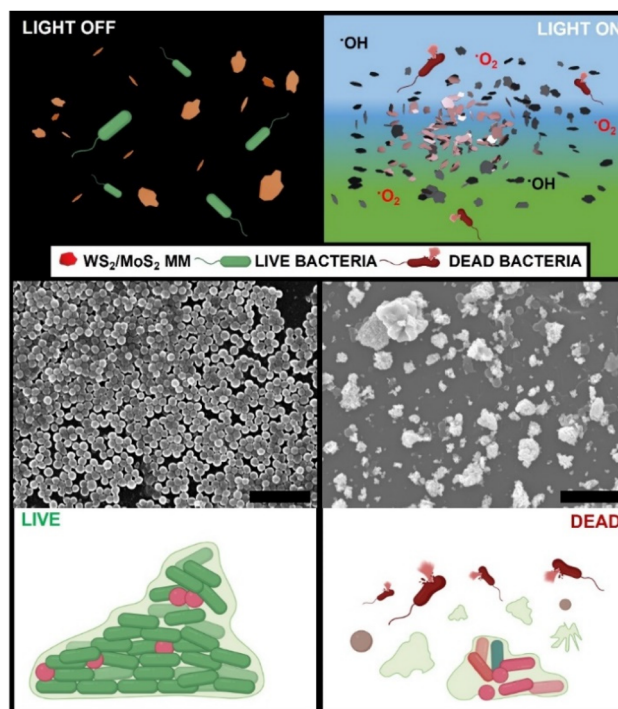 LIGHT OFF
LIGHT ON
·OH
·O₂
·O₂
·O₂
·OH
WS₂/MoS₂ MM LIVE BACTERIA DEAD BACTERIA
LIVE
DEAD